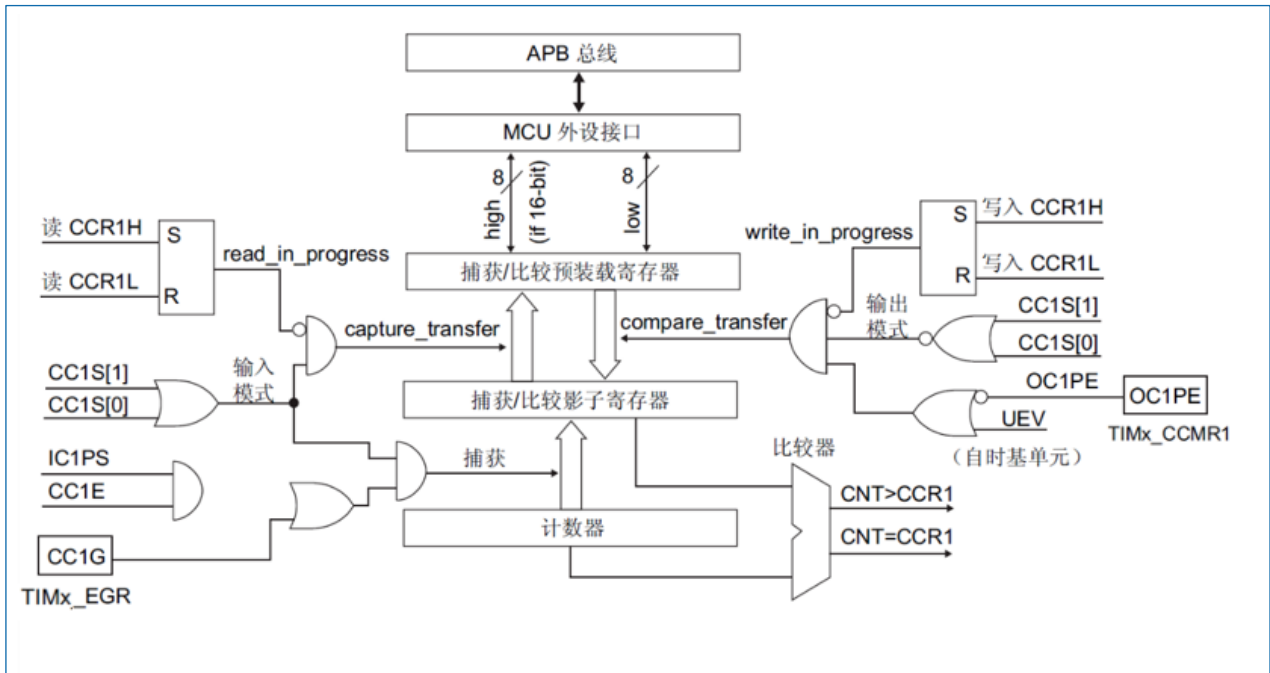 APB 总线
MCU 外设接口
8
8
high
(if 16-bit)
low
读 CCR1H
S
读 CCR1L
R
read_in_progress
write_in_progress
S
写入 CCR1H
R
写入 CCR1L
捕获/比较预装载寄存器
capture_transfer
compare_transfer
输出
模式
CC1S[1]
CC1S[0]
CC1S[1]
CC1S[0]
输入
模式
捕获/比较影子寄存器
OC1PE
OC1PE
UEV
TIMx_CCMR1
(自时基单元)
IC1PS
CC1E
捕获
比较器
CNT>CCR1
计数器
CNT=CCR1
CC1G
TIMx_EGR